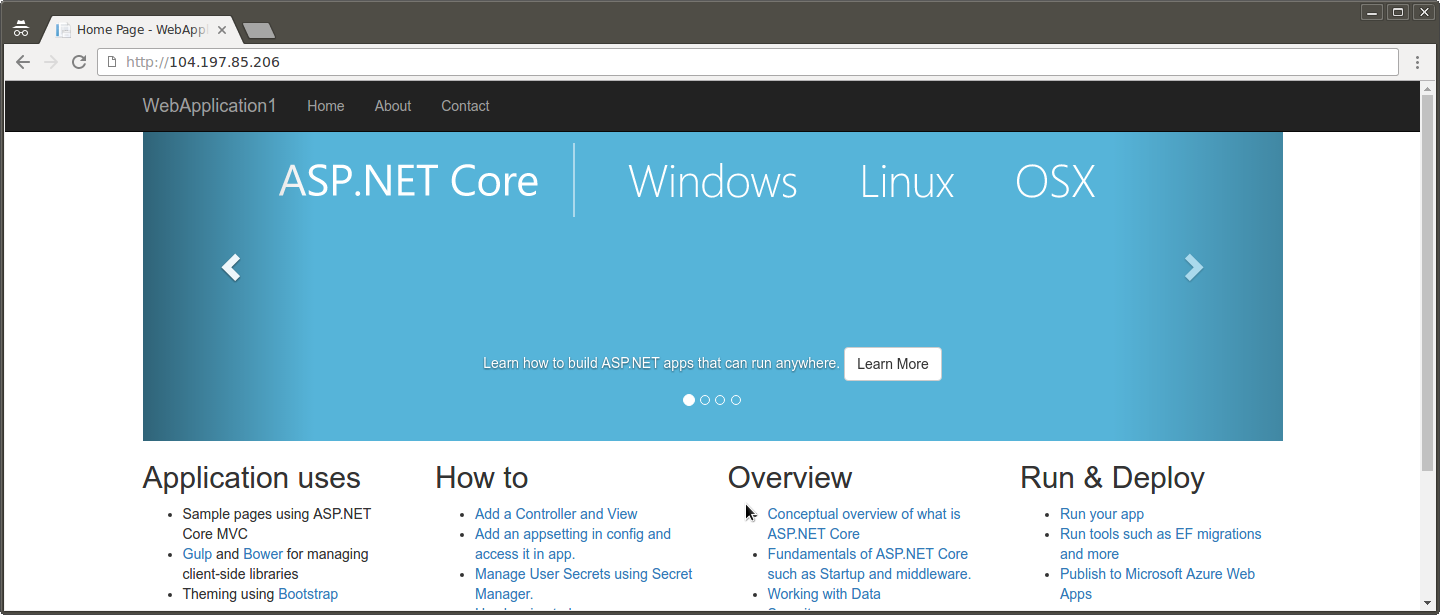 Home Page - WebAppl
http://104.197.85.206
WebApplication1 Home About Contact
ASP.NET Core Windows Linux OSX
Learn how to build ASP.NET apps that can run anywhere. Learn More
Application uses
Sample pages using ASP.NET
Core MVC
Gulp and Bower for managing
client-side libraries
Theming using Bootstrap
How to
Add a Controller and View
Add an appsetting in config and
access it in app.
Manage User Secrets using Secret
Manager.
Overview
Conceptual overview of what is
ASP.NET Core
Fundamentals of ASP.NET Core
such as Startup and middleware.
Working with Data
Run & Deploy
Run your app
Run tools such as EF migrations
and more
Publish to Microsoft Azure Web
Apps